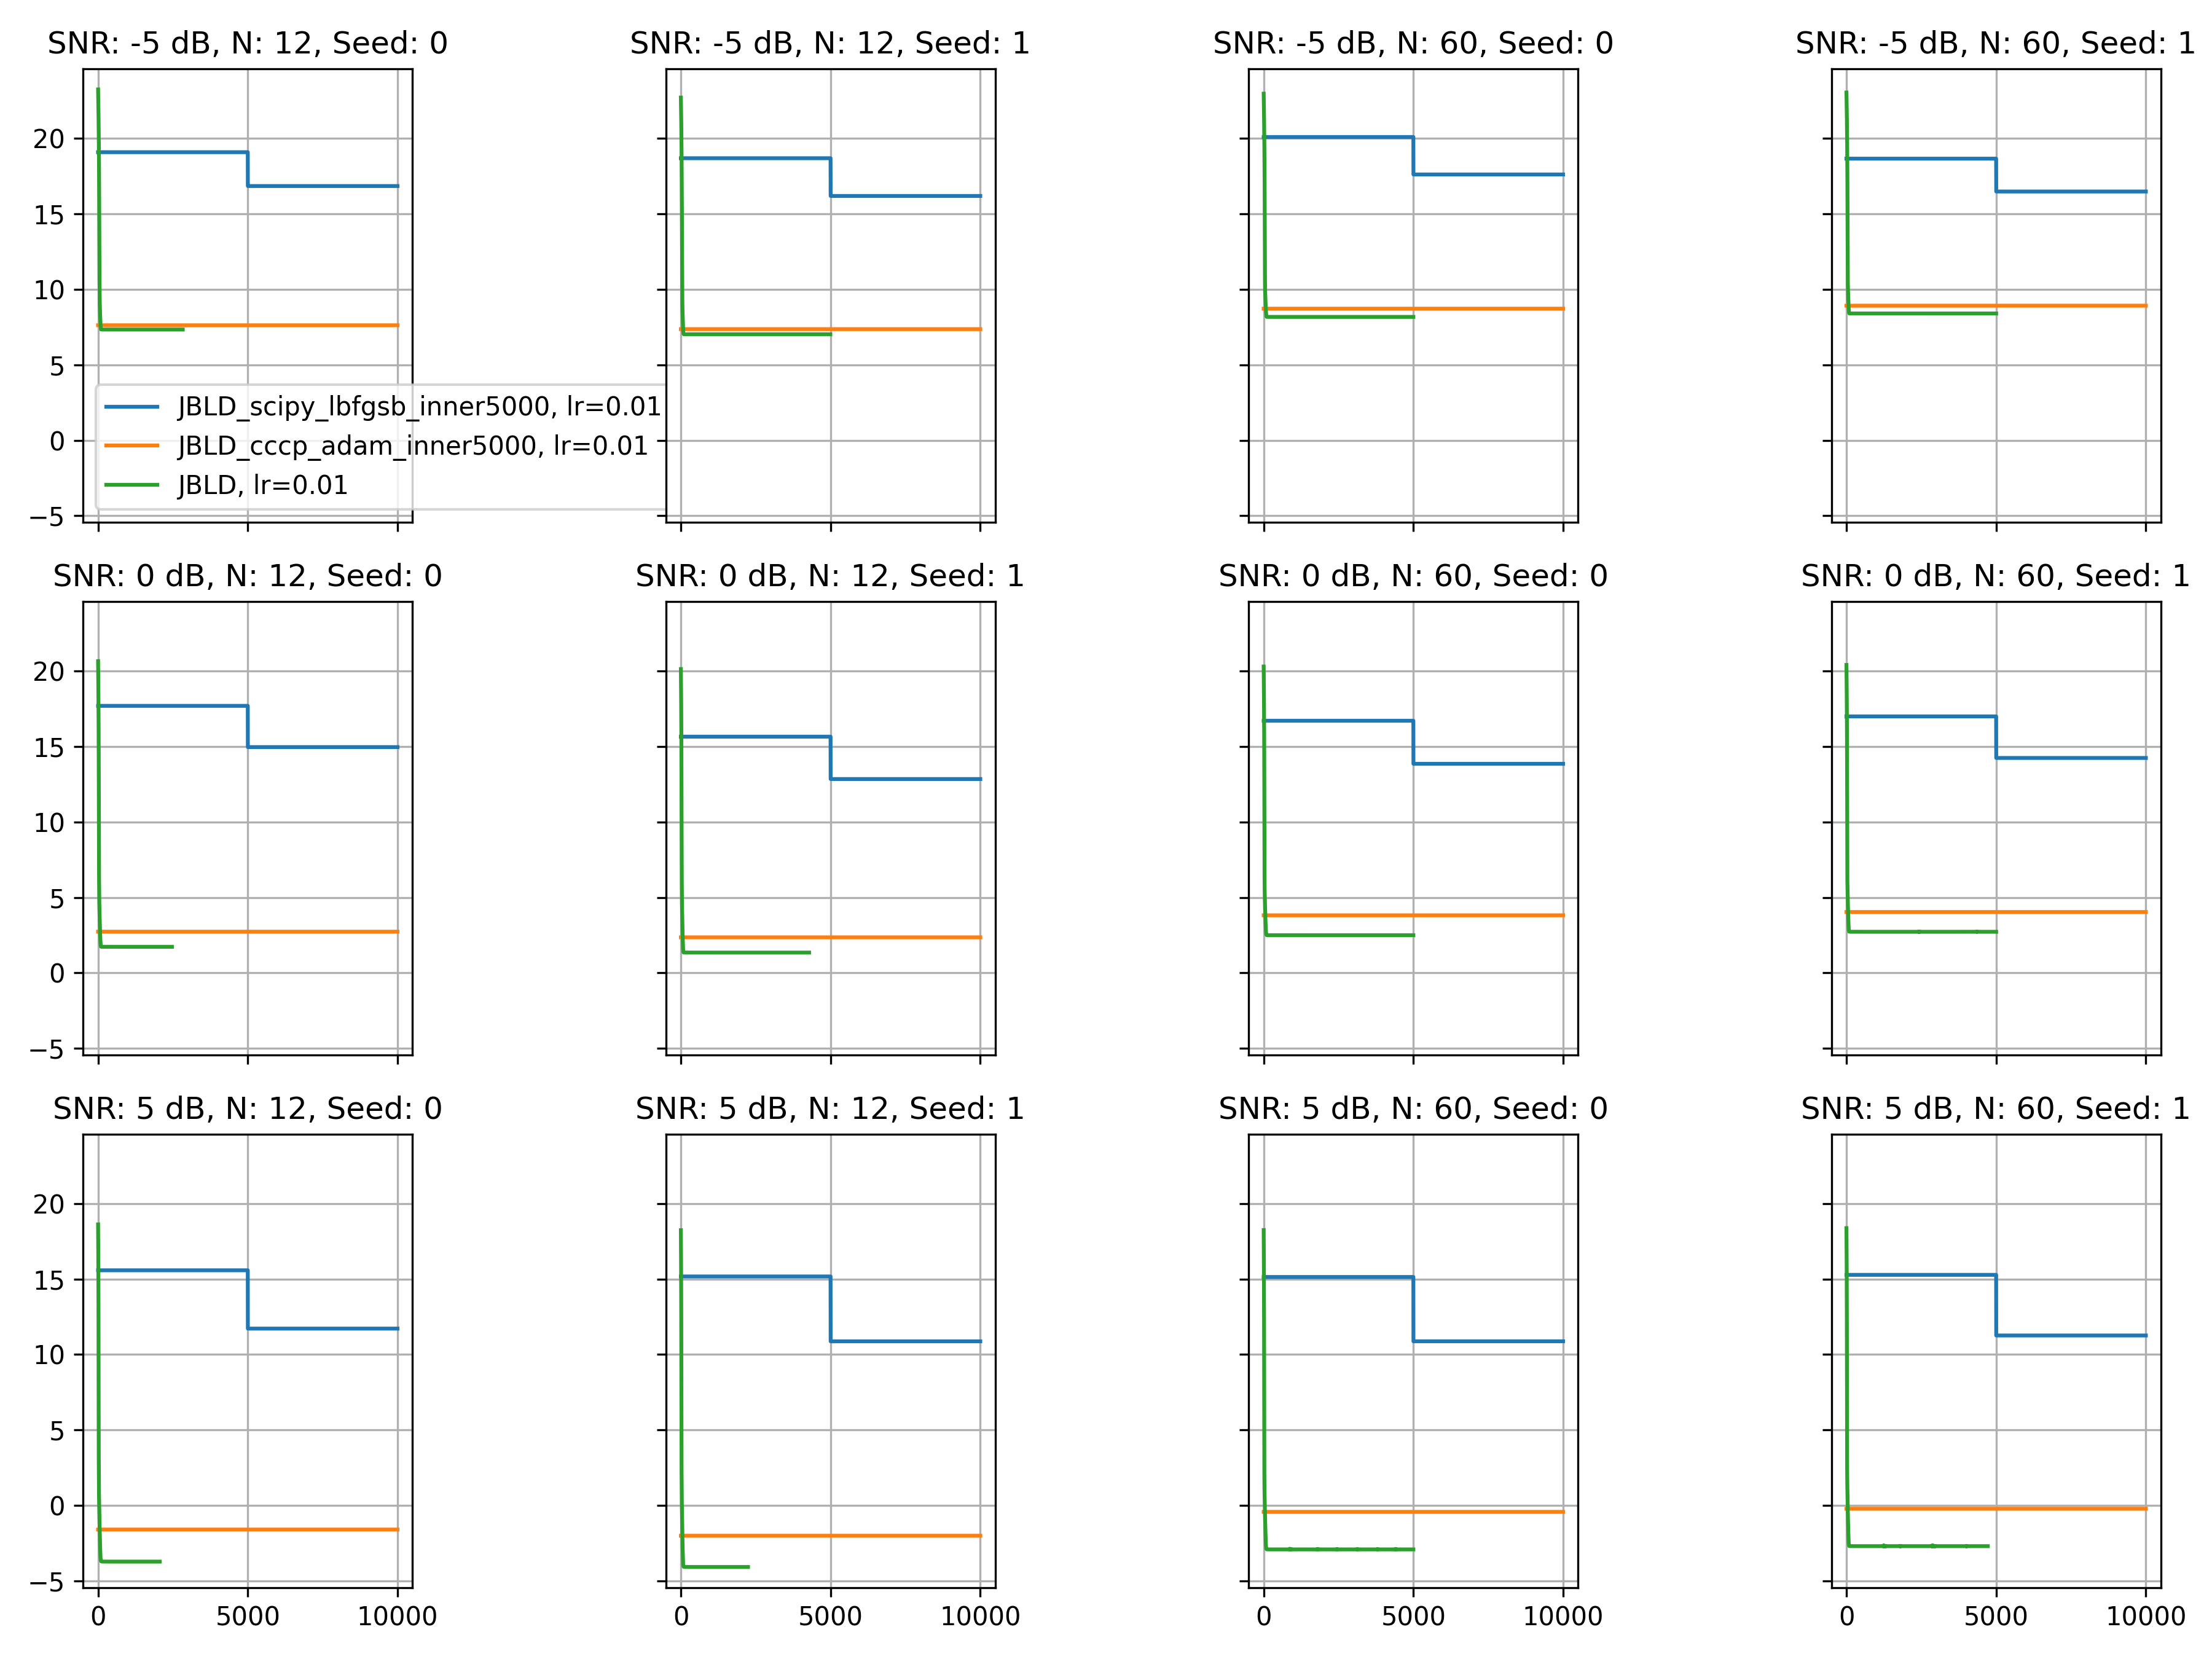 SNR: -5 dB, N: 12, Seed: 0
SNR: -5 dB, N: 12, Seed: 1
SNR: -5 dB, N: 60, Seed: 0
SNR: -5 dB, N: 60, Seed: 1
20
15
10
5
0
−5
JBLD_scipy_lbfgsb_inner5000, lr=0.01
JBLD_cccp_adam_inner5000, lr=0.01
JBLD, lr=0.01
SNR: 0 dB, N: 12, Seed: 0
SNR: 0 dB, N: 12, Seed: 1
SNR: 0 dB, N: 60, Seed: 0
SNR: 0 dB, N: 60, Seed: 1
20
15
10
5
0
−5
SNR: 5 dB, N: 12, Seed: 0
SNR: 5 dB, N: 12, Seed: 1
SNR: 5 dB, N: 60, Seed: 0
SNR: 5 dB, N: 60, Seed: 1
20
15
10
5
0
−5
0 5000 10000
0 5000 10000
0 5000 10000
0 5000 10000